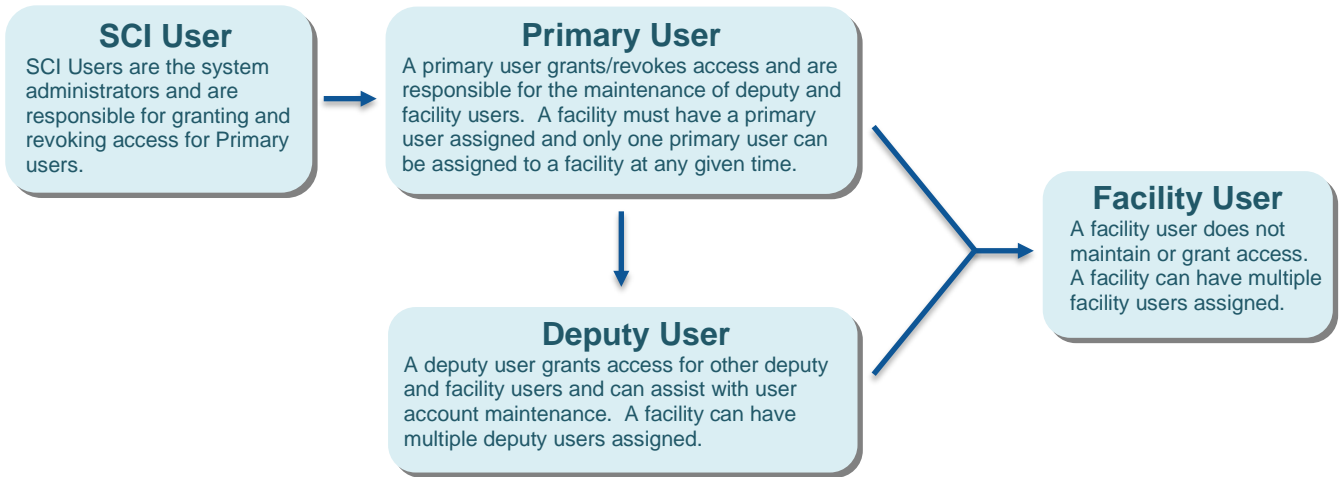 SCI User
SCI Users are the system
administrators and are
responsible for granting and
revoking access for Primary
users.
Primary User
A primary user grants/revokes access and are
responsible for the maintenance of deputy and
facility users.  A facility must have a primary
user assigned and only one primary user can
be assigned to a facility at any given time.
Deputy User
A deputy user grants access for other deputy
and facility users and can assist with user
account maintenance.  A facility can have
multiple deputy users assigned.
Facility User
A facility user does not
maintain or grant access.
A facility can have multiple
facility users assigned.